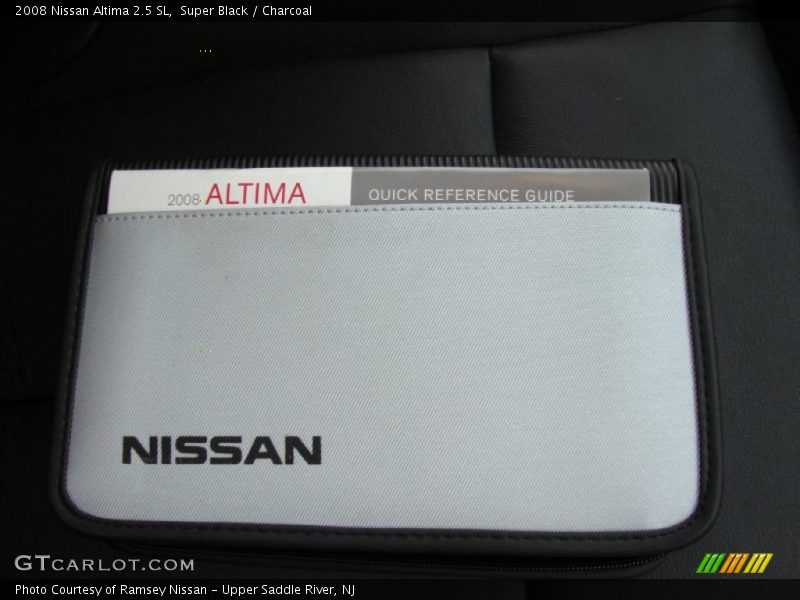 2008 Nissan Altima 2.5 SL,  Super Black / Charcoal
2008 ALTIMA QUICK REFERENCE GUIDE
NISSAN
GTCARLOT.COM
Photo Courtesy of Ramsey Nissan - Upper Saddle River, NJ